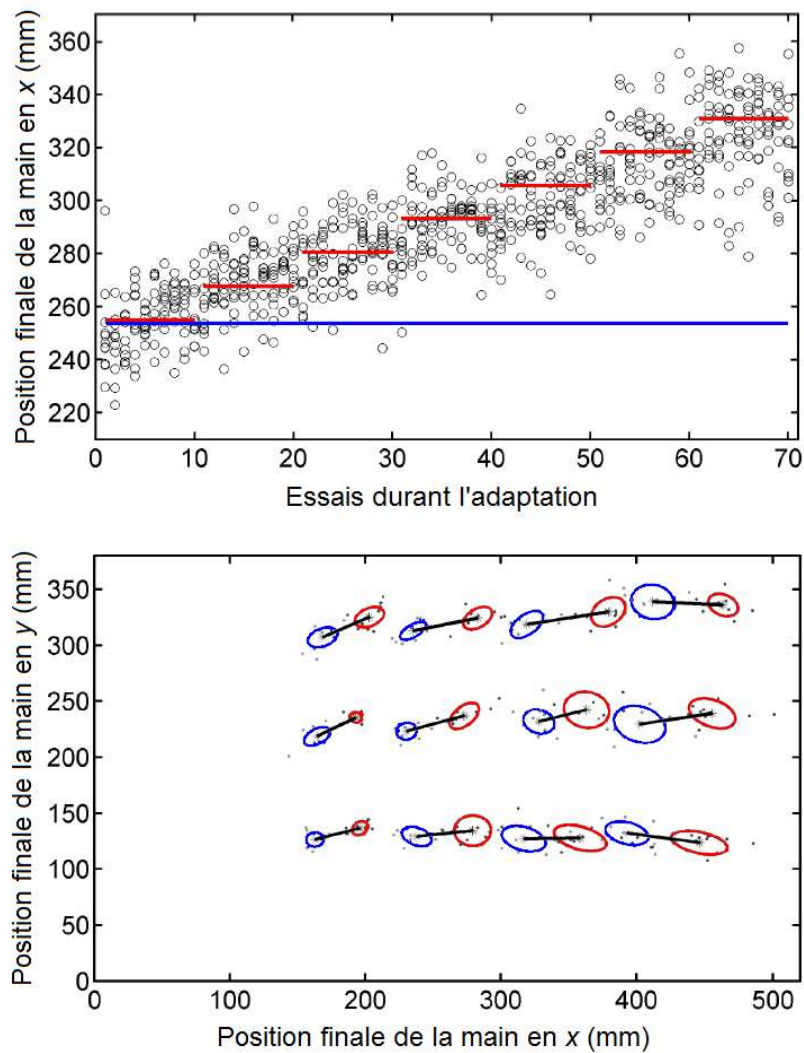 Position finale de la main en x (mm)
360
340
320
300
280
260
240
220
0 10 20 30 40 50 60 70
Essais durant l'adaptation
Position finale de la main en y (mm)
350
300
250
200
150
100
50
0
0 100 200 300 400 500
Position finale de la main en x (mm)